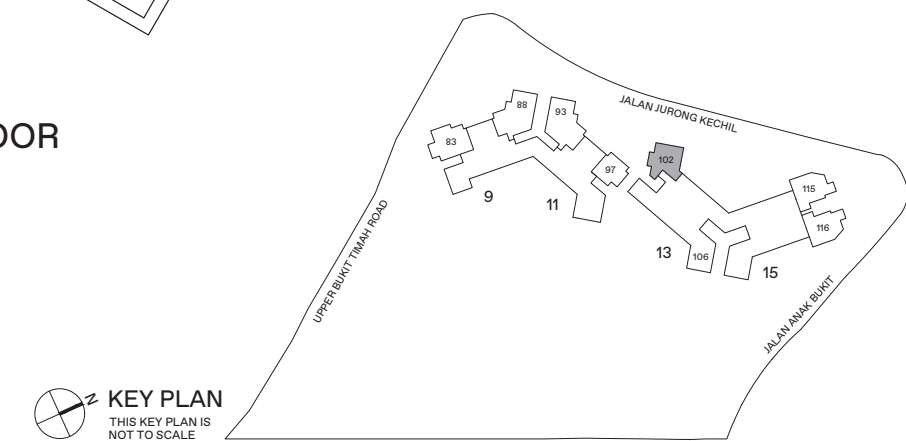 OOR
JALAN JURONG KECHIL
88
93
83
102
97
115
9
11
116
13
106
15
UPPER BUKIT TIMAH ROAD
JALAN ANAK BUKIT
N
KEY PLAN
THIS KEY PLAN IS
NOT TO SCALE